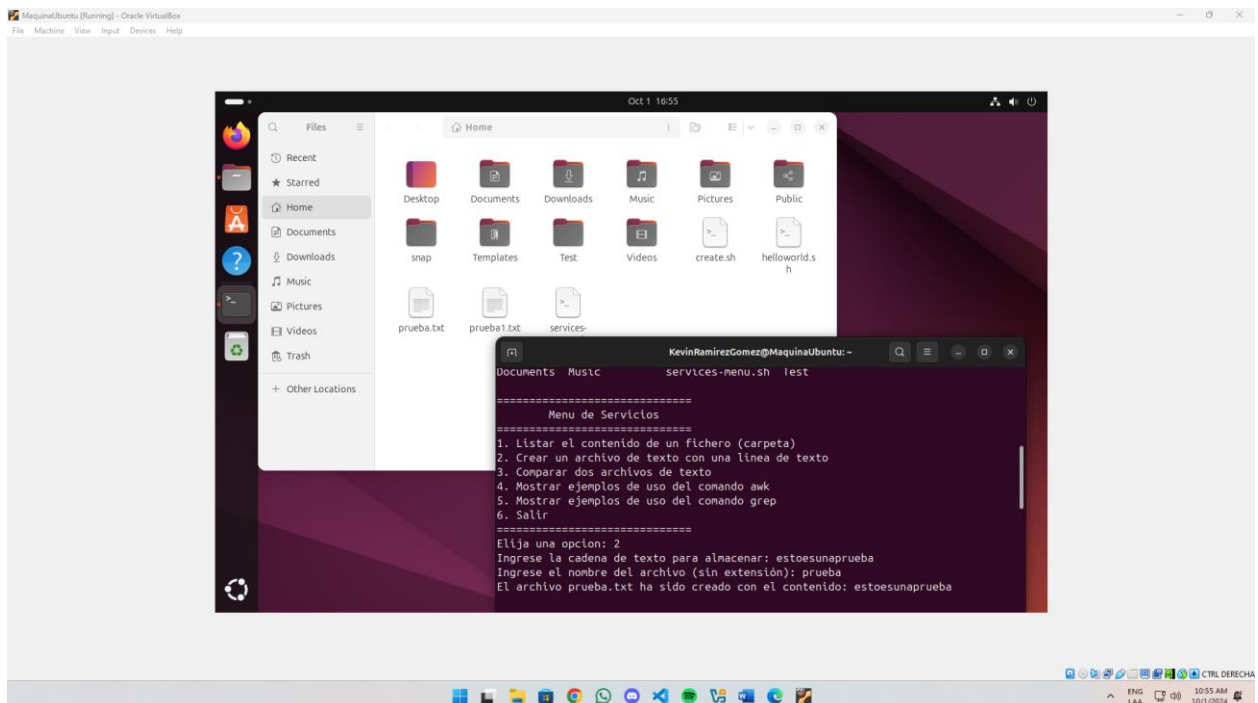 MaquinaUbuntu [Running] - Oracle VirtualBox
File Machine View Input Devices Help
Oct 1 16:55
Files
Home
Recent
Starred
Home
Documents
Downloads
Music
Pictures
Videos
Trash
Other Locations
Desktop Documents Downloads Music Pictures Public
snap Templates Test Videos create.sh helloworld.s
h
prueba.txt prueba1.txt services-
KevinRamirezGomez@MaquinaUbuntu: ~
Documents Music services-menu.sh Test
==============================
Menu de Servicios
==============================
1. Listar el contenido de un fichero (carpeta)
2. Crear un archivo de texto con una linea de texto
3. Comparar dos archivos de texto
4. Mostrar ejemplos de uso del comando awk
5. Mostrar ejemplos de uso del comando grep
6. Salir
==============================
Elija una opcion: 2
Ingrese la cadena de texto para almacenar: estoesunaprueba
Ingrese el nombre del archivo (sin extensión): prueba
El archivo prueba.txt ha sido creado con el contenido: estoesunaprueba
CTRL DERECHA
ENG
LAA
10:55 AM
10/1/2024